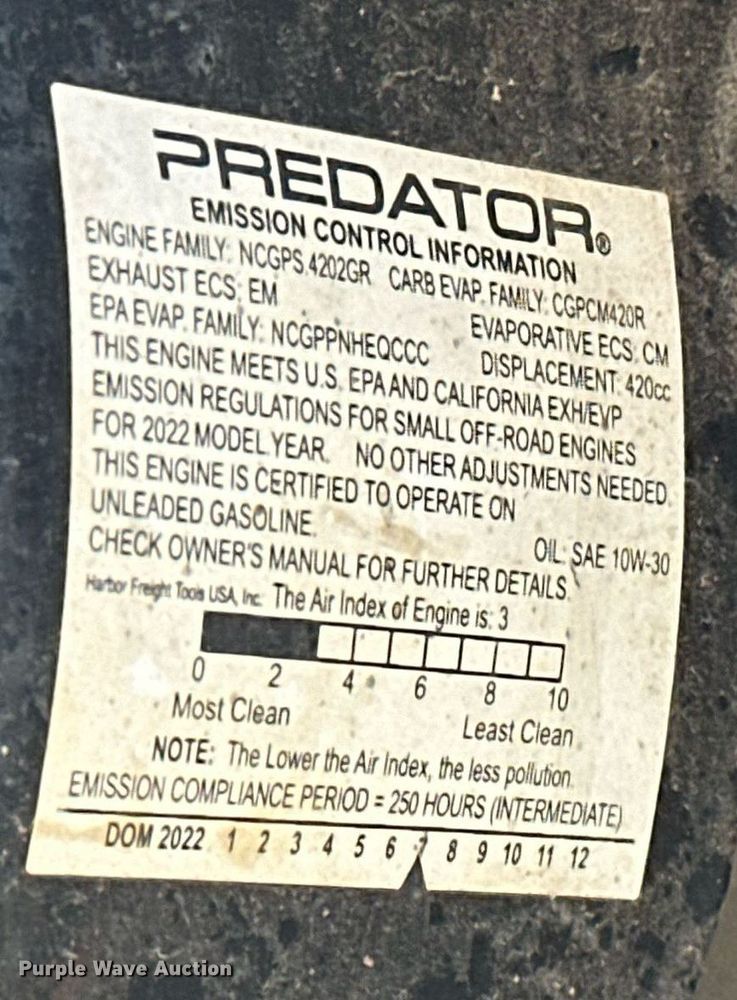 PREDATOR®
EMISSION CONTROL INFORMATION
ENGINE FAMILY: NCGPS.4202GR CARB EVAP. FAMILY: CGPCM420R
EXHAUST ECS: EM EVAPORATIVE ECS: CM
EPA EVAP. FAMILY: NCGPPNHEQCCC DISPLACEMENT: 420cc
THIS ENGINE MEETS U.S. EPA AND CALIFORNIA EXH/EVP
EMISSION REGULATIONS FOR SMALL OFF-ROAD ENGINES
FOR 2022 MODEL YEAR. NO OTHER ADJUSTMENTS NEEDED.
THIS ENGINE IS CERTIFIED TO OPERATE ON
UNLEADED GASOLINE. OIL: SAE 10W-30
CHECK OWNER'S MANUAL FOR FURTHER DETAILS.
Harbor Freight Tools USA, Inc. The Air Index of Engine is: 3
0 2 4 6 8 10
Most Clean Least Clean
NOTE: The Lower the Air Index, the less pollution.
EMISSION COMPLIANCE PERIOD = 250 HOURS (INTERMEDIATE)
DOM 2022 1 2 3 4 5 6 7 8 9 10 11 12
Purple Wave Auction